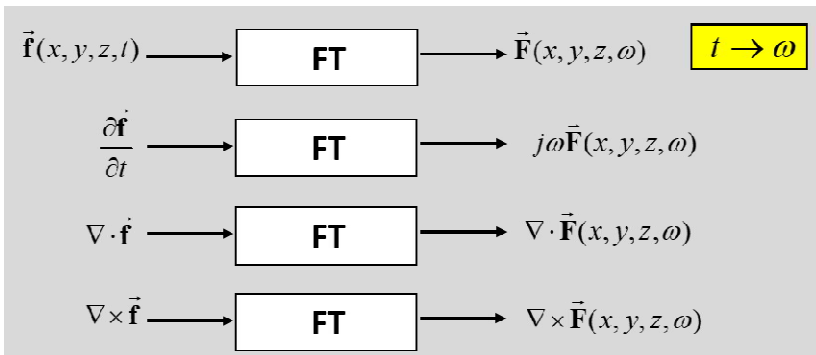 f⃗(x, y, z, t) FT F⃗(x, y, z, ω) t → ω
∂f⃗/∂t FT jωF⃗(x, y, z, ω)
∇ · f⃗ FT ∇ · F⃗(x, y, z, ω)
∇ × f⃗ FT ∇ × F⃗(x, y, z, ω)